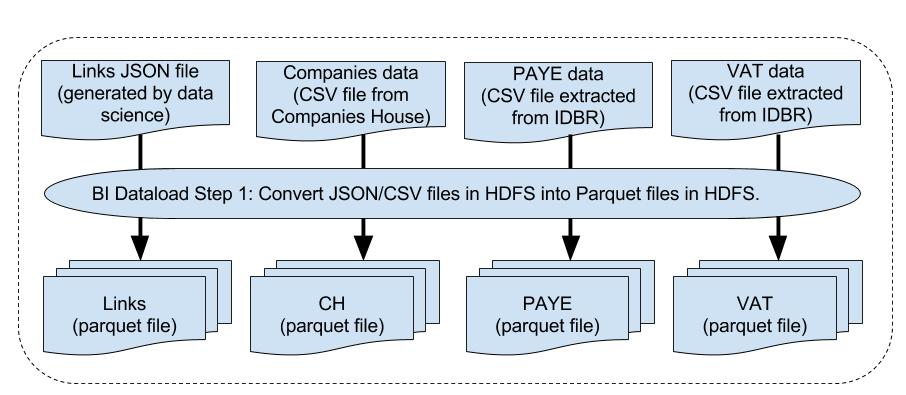 Links JSON file
(generated by data
science)
Companies data
(CSV file from
Companies House)
PAYE data
(CSV file extracted
from IDBR)
VAT data
(CSV file extracted
from IDBR)
BI Dataload Step 1: Convert JSON/CSV files in HDFS into Parquet files in HDFS.
Links
(parquet file)
CH
(parquet file)
PAYE
(parquet file)
VAT
(parquet file)